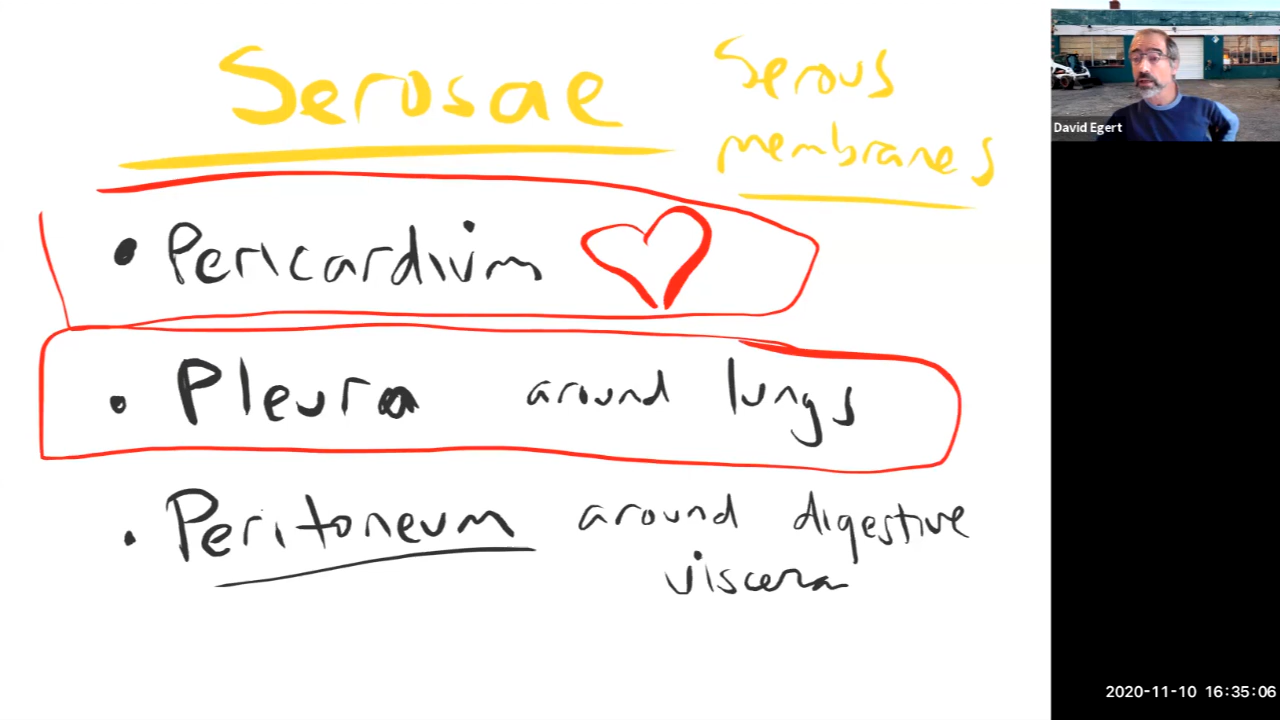 Serosae
Serous
membranes
• Pericardium
• Pleura around lungs
• Peritoneum around digestive
viscera
David Egert
2020-11-10 16:35:06